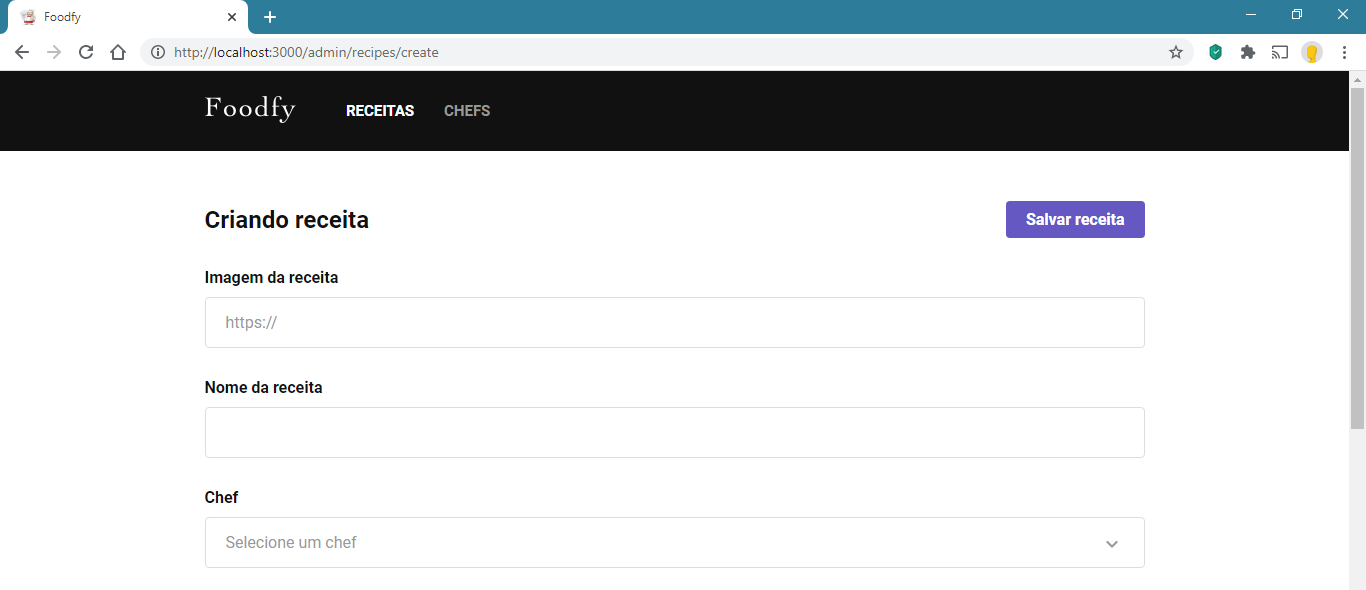 Foodfy
http://localhost:3000/admin/recipes/create
Foodfy RECEITAS CHEFS
Criando receita Salvar receita
Imagem da receita
https://
Nome da receita
Chef
Selecione um chef